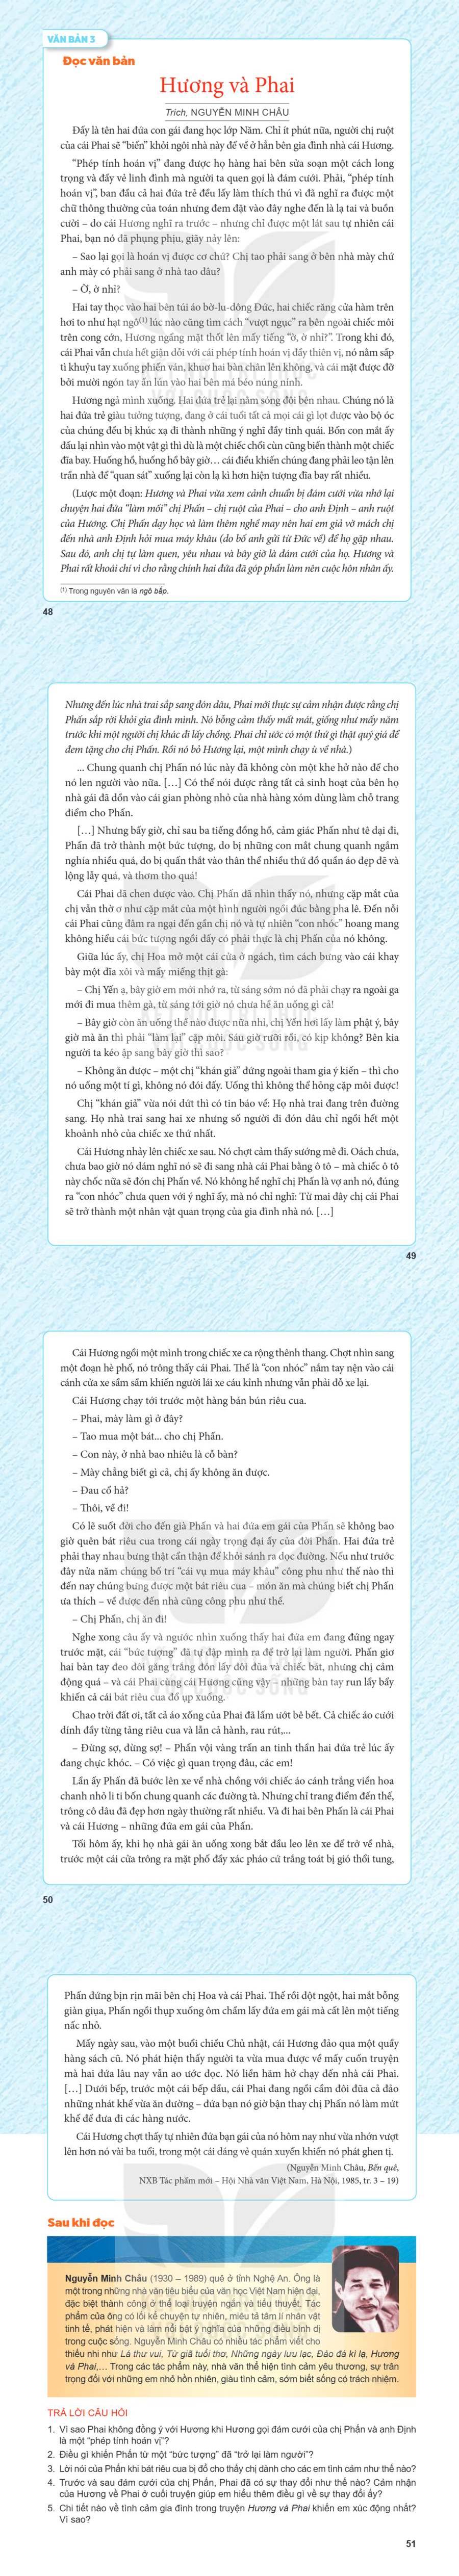 VĂN BẢN 3
Đọc văn bản
Hương và Phai
Trích, NGUYỄN MINH CHÂU
Đấy là tên hai đứa con gái đang học lớp Năm. Chỉ ít phút nữa, người chị ruột
của cái Phai sẽ "biến" khỏi ngôi nhà này để về ở hẳn bên gia đình nhà cái Hương.
"Phép tính hoán vị" đang được họ hàng hai bên sửa soạn một cách long
trọng và đầy vẻ linh đình mà người ta quen gọi là đám cưới. Phải, "phép tính
hoán vị", ban đầu cả hai đứa trẻ đều lấy làm thích thú vì đã nghĩ ra được một
chữ thông thường của toán nhưng đem đặt vào đây nghe đến là lạ tai và buồn
cười – do cái Hương nghĩ ra trước – nhưng chỉ được một lát sau tự nhiên cái
Phai, bạn nó đã phụng phịu, giãy nảy lên:
– Sao lại gọi là hoán vị được cơ chứ? Chị tao phải sang ở bên nhà mày chứ
anh mày có phải sang ở nhà tao đâu?
– Ờ, ờ nhỉ?
Hai tay thọc vào hai bên túi áo bờ-lu-dông Đức, hai chiếc răng cửa hàm trên
hơi to như hạt ngô(1) lúc nào cũng tìm cách "vượt ngục" ra bên ngoài chiếc môi
trên cong cớn, Hương ngẩng mặt thốt lên mấy tiếng "ờ, ờ nhỉ?". Trong khi đó,
cái Phai vẫn chưa hết giận dỗi với cái phép tính hoán vị đầy thiên vị, nó nằm sấp
tì khuỷu tay xuống phiến ván, khuơ hai bàn chân lên không, và cái mặt được đỡ
bởi mười ngón tay ấn lún vào hai bên má béo núng nính.
Hương ngả mình xuống. Hai đứa trẻ lại nằm sóng đôi bên nhau. Chúng nó là
hai đứa trẻ giàu tưởng tượng, đang ở cái tuổi tất cả mọi cái gì lọt được vào bộ óc
của chúng đều bị khúc xạ đi thành những ý nghĩ đầy tinh quái. Bốn con mắt ấy
đâu lại nhìn vào một vật gì thì dù là một chiếc chổi cùn cũng biến thành một chiếc
đĩa bay. Huống hồ, huống hồ bây giờ… cái điều khiến chúng đang phải leo tận lên
trần nhà để "quan sát" xuống lại còn lạ kì hơn hiện tượng đĩa bay rất nhiều.
(Lược một đoạn: Hương và Phai vừa xem cảnh chuẩn bị đám cưới vừa nhớ lại
chuyện hai đứa "làm mối" chị Phấn – chị ruột của Phai – cho anh Định – anh ruột
của Hương. Chị Phấn dạy học và làm thêm nghề may nên hai em giả vờ mách chị
đến nhà anh Định hỏi mua máy khâu (do bố anh gửi từ Đức về) để họ gặp nhau.
Sau đó, anh chị tự làm quen, yêu nhau và bây giờ là đám cưới của họ. Hương và
Phai rất khoái chí vì cho rằng chính hai đứa đã góp phần làm nên cuộc hôn nhân ấy.
(1) Trong nguyên văn là ngô bắp.
48
Nhưng đến lúc nhà trai sắp sang đón dâu, Phai mới thực sự cảm nhận được rằng chị
Phấn sắp rời khỏi gia đình mình. Nó bỗng cảm thấy mất mát, giống như mấy năm
trước khi một người chị khác đi lấy chồng. Phai chỉ ước có một thứ gì thật quý giá để
đem tặng cho chị Phấn. Rồi nó bỏ Hương lại, một mình chạy ù về nhà.)
... Chung quanh chị Phấn nó lúc này đã không còn một khe hở nào để cho
nó len người vào nữa. […] Có thể nói được rằng tất cả sinh hoạt của bên họ
nhà gái đã dồn vào cái gian phòng nhỏ của nhà hàng xóm dùng làm chỗ trang
điểm cho Phấn.
[…] Nhưng bấy giờ, chỉ sau ba tiếng đồng hồ, cảm giác Phấn như tê dại đi,
Phấn đã trở thành một bức tượng, do bị những con mắt chung quanh ngắm
nghía nhiều quá, do bị quấn thắt vào thân thể nhiều thứ đồ quần áo đẹp đẽ và
lộng lẫy quá, và thơm tho quá!
Cái Phai đã chen được vào. Chị Phấn đã nhìn thấy nó, nhưng cặp mắt của
chị vẫn thờ ơ như cặp mắt của một hình người ngồi đúc bằng pha lê. Đến nỗi
cái Phai cũng đâm ra ngại đến gần chị nó và tự nhiên "con nhóc" hoang mang
không hiểu cái bức tượng ngồi đấy có phải thực là chị Phấn của nó không.
Giữa lúc ấy, chị Hoa mở một cái cửa ở ngách, tìm cách bưng vào cái khay
bày một đĩa xôi và mấy miếng thịt gà:
– Chị Yến ạ, bây giờ em mới nhớ ra, từ sáng sớm nó đã phải chạy ra ngoài ga
mới đi mua thêm gà, từ sáng tới giờ nó chưa hề ăn uống gì cả!
– Bây giờ còn ăn uống thế nào được nữa nhỉ, chị Yến hơi lấy làm phật ý, bây
giờ mà ăn thì phải "làm lại" cặp môi. Sáu giờ rưỡi rồi, có kịp không? Bên kia
người ta kéo ập sang bây giờ thì sao?
– Không ăn được – một chị "khán giả" đứng ngoài tham gia ý kiến – thì cho
nó uống một tí gì, không nó đói đấy. Uống thì không thể hỏng cặp môi được!
Chị "khán giả" vừa nói dứt thì có tin báo về: Họ nhà trai đang trên đường
sang. Họ nhà trai sang hai xe nhưng số người đi đón dâu chỉ ngồi hết một
khoảnh nhỏ của chiếc xe thứ nhất.
Cái Hương nhảy lên chiếc xe sau. Nó chợt cảm thấy sướng mê đi. Oách chưa,
chưa bao giờ nó dám nghĩ nó sẽ đi sang nhà cái Phai bằng ô tô – mà chiếc ô tô
này chốc nữa sẽ đón chị Phấn về. Nó không hề nghĩ chị Phấn là vợ anh nó, đúng
ra "con nhóc" chưa quen với ý nghĩ ấy, mà nó chỉ nghĩ: Từ mai đây chị cái Phai
sẽ trở thành một nhân vật quan trọng của gia đình nhà nó. […]
49
Cái Hương ngồi một mình trong chiếc xe ca rộng thênh thang. Chợt nhìn sang
một đoạn hè phố, nó trông thấy cái Phai. Thế là "con nhóc" nắm tay nện vào cái
cánh cửa xe sầm sầm khiến người lái xe cáu kỉnh nhưng vẫn phải đỗ xe lại.
Cái Hương chạy tới trước một hàng bán bún riêu cua.
– Phai, mày làm gì ở đây?
– Tao mua một bát... cho chị Phấn.
– Con này, ở nhà bao nhiêu là cỗ bàn?
– Mày chẳng biết gì cả, chị ấy không ăn được.
– Đau cổ hả?
– Thôi, về đi!
Có lẽ suốt đời cho đến già Phấn và hai đứa em gái của Phấn sẽ không bao
giờ quên bát riêu cua trong cái ngày trọng đại ấy của đời Phấn. Hai đứa trẻ
phải thay nhau bưng thật cẩn thận để khỏi sánh ra dọc đường. Nếu như trước
đây nửa năm chúng bố trí "cái vụ mua máy khâu" công phu như thế nào thì
đến nay chúng bưng được một bát riêu cua – món ăn mà chúng biết chị Phấn
ưa thích – về được đến nhà cũng công phu như thế.
– Chị Phấn, chị ăn đi!
Nghe xong câu ấy và ngước nhìn xuống thấy hai đứa em đang đứng ngay
trước mặt, cái "bức tượng" đã tự đập mình ra để trở lại làm người. Phấn giơ
hai bàn tay đeo đôi găng trắng đón lấy đôi đũa và chiếc bát, nhưng chị cảm
động quá – và cái Phai cùng cái Hương cũng vậy – những bàn tay run lẩy bẩy
khiến cả cái bát riêu cua đổ ụp xuống.
Chao trời đất ơi, tất cả áo xống của Phai đã lấm ướt bê bết. Cả chiếc áo cưới
dính đầy từng tảng riêu cua và lẫn cả hành, rau rút,...
– Đừng sợ, đừng sợ! – Phấn vội vàng trấn an tinh thần hai đứa trẻ lúc ấy
đang chực khóc. – Có việc gì quan trọng đâu, các em!
Lần ấy Phấn đã bước lên xe về nhà chồng với chiếc áo cánh trắng viền hoa
chanh nhỏ li ti bốn chung quanh các đường tà. Nhưng chỉ trang điểm đến thế,
trông cô dâu đã đẹp hơn ngày thường rất nhiều. Và đi hai bên Phấn là cái Phai
và cái Hương – những đứa em gái của Phấn.
Tối hôm ấy, khi họ nhà gái ăn uống xong bắt đầu leo lên xe để trở về nhà,
trước một cái cửa trông ra mặt phố đầy xác pháo cứ trắng toát bị gió thổi tung,
50
Phấn đứng bịn rịn mãi bên chị Hoa và cái Phai. Thế rồi đột ngột, hai mắt bỗng
giàn giụa, Phấn ngồi thụp xuống ôm chầm lấy đứa em gái mà cất lên một tiếng
nấc nhỏ.
Mấy ngày sau, vào một buổi chiều Chủ nhật, cái Hương đảo qua một quầy
hàng sách cũ. Nó phát hiện thấy người ta vừa mua được về mấy cuốn truyện
mà hai đứa lâu nay vẫn ao ước đọc. Nó liền hăm hở chạy đến nhà cái Phai.
[…] Dưới bếp, trước một cái bếp dầu, cái Phai đang ngồi cầm đôi đũa cả đảo
những nhát khế vừa ăn đường – đứa bạn nó giờ bận thay chị Phấn nó làm mứt
khế để đưa đi các hàng nước.
Cái Hương chợt thấy tự nhiên đứa bạn gái của nó hôm nay như vừa nhớn vượt
lên hơn nó vài ba tuổi, trong một cái dáng vẻ quán xuyến khiến nó phát ghen tị.
(Nguyễn Minh Châu, Bến quê,
NXB Tác phẩm mới – Hội Nhà văn Việt Nam, Hà Nội, 1985, tr. 3 – 19)
Sau khi đọc
Nguyễn Minh Châu (1930 – 1989) quê ở tỉnh Nghệ An. Ông là
một trong những nhà văn tiêu biểu của văn học Việt Nam hiện đại,
đặc biệt thành công ở thể loại truyện ngắn và tiểu thuyết. Tác
phẩm của ông có lối kể chuyện tự nhiên, miêu tả tâm lí nhân vật
tinh tế, phát hiện và làm nổi bật ý nghĩa của những điều bình dị
trong cuộc sống. Nguyễn Minh Châu có nhiều tác phẩm viết cho
thiếu nhi như Lá thư vui, Từ giã tuổi thơ, Những ngày lưu lạc, Đảo đá kì lạ, Hương
và Phai,... Trong các tác phẩm này, nhà văn thể hiện tình cảm yêu thương, sự trân
trọng đối với những em nhỏ hồn nhiên, giàu tình cảm, sớm biết sống có trách nhiệm.
TRẢ LỜI CÂU HỎI
1. Vì sao Phai không đồng ý với Hương khi Hương gọi đám cưới của chị Phấn và anh Định
là một "phép tính hoán vị"?
2. Điều gì khiến Phấn từ một "bức tượng" đã "trở lại làm người"?
3. Lời nói của Phấn khi bát riêu cua bị đổ cho thấy chị dành cho các em tình cảm như thế nào?
4. Trước và sau đám cưới của chị Phấn, Phai đã có sự thay đổi như thế nào? Cảm nhận
của Hương về Phai ở cuối truyện giúp em hiểu thêm điều gì về sự thay đổi ấy?
5. Chi tiết nào về tình cảm gia đình trong truyện Hương và Phai khiến em xúc động nhất?
Vì sao?
51